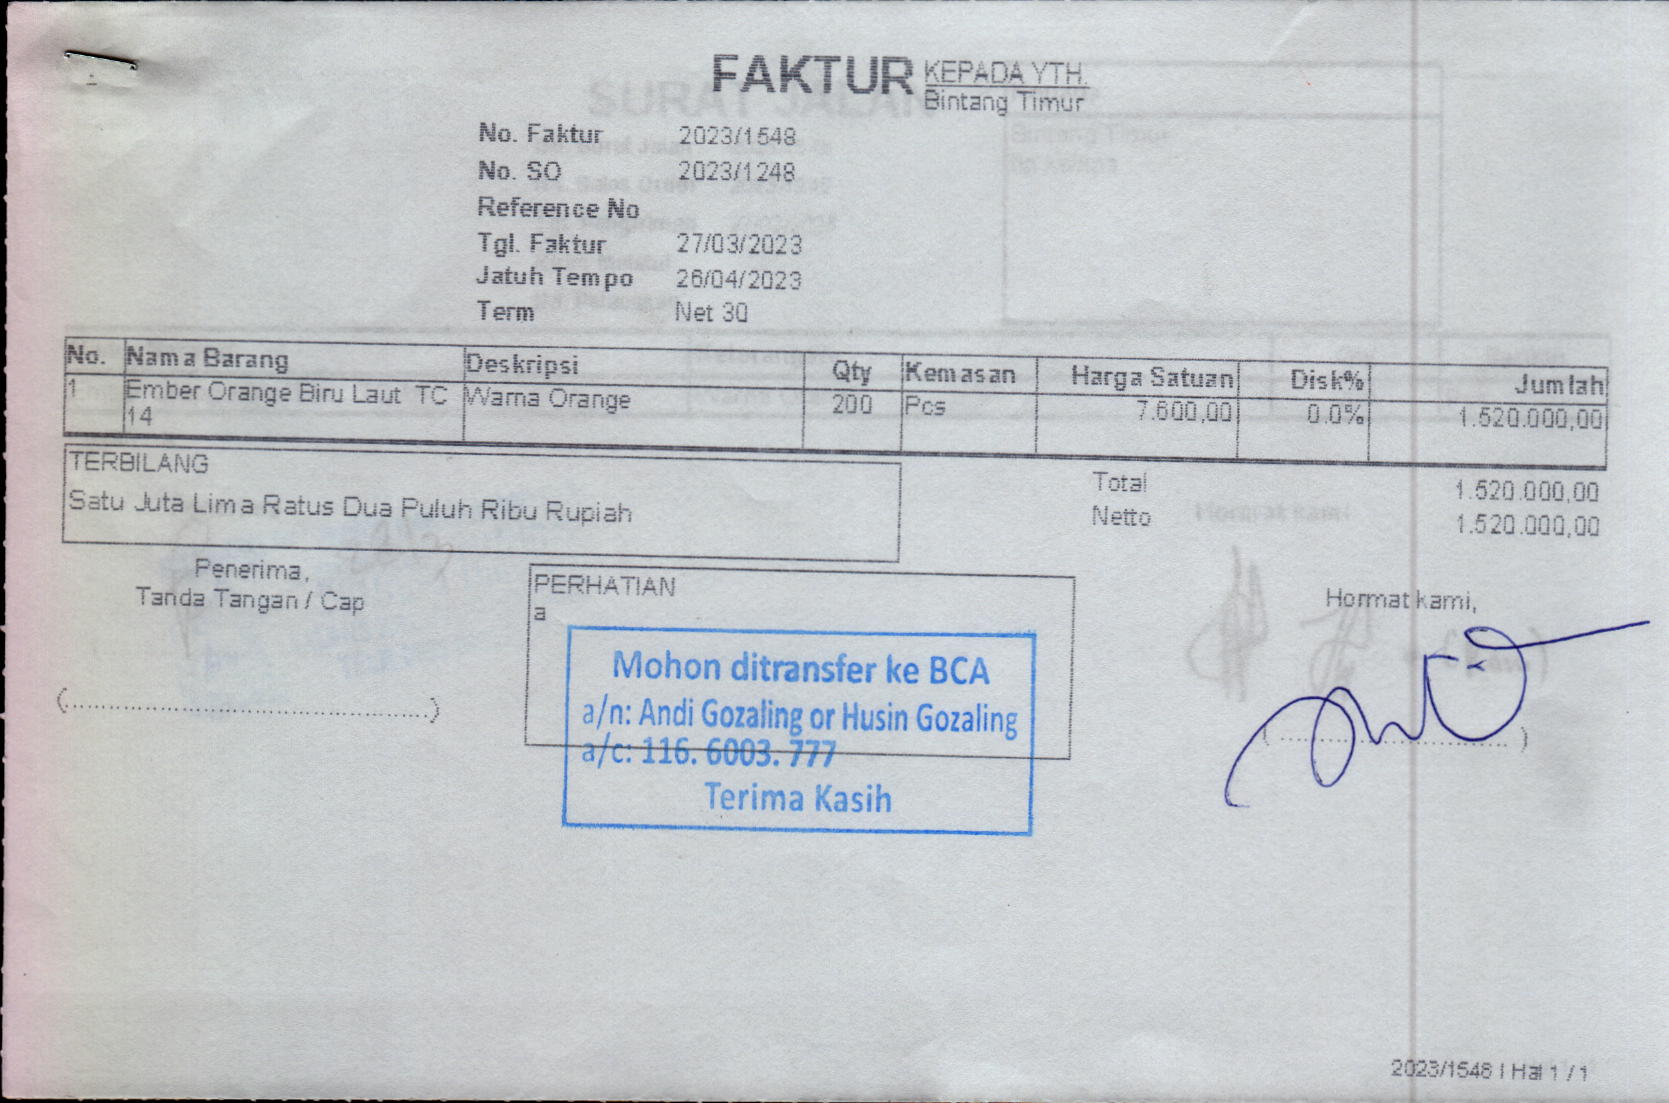 FAKTUR
KEPADA YTH.
Bintang Timur
No. Faktur 2023/1548
No. SO 2023/1248
Reference No
Tgl. Faktur 27/03/2023
Jatuh Tempo 26/04/2023
Term Net 30
No. Nama Barang Deskripsi Qty Kemasan Harga Satuan Disk% Jumlah
1 Ember Orange Biru Laut TC Warna Orange 200 Pcs 7.600,00 0.0% 1.520.000,00
14
TERBILANG
Satu Juta Lima Ratus Dua Puluh Ribu Rupiah
Total 1.520.000,00
Netto 1.520.000,00
Penerima,
Tanda Tangan / Cap
(....................................................)
PERHATIAN
a
Mohon ditransfer ke BCA
a/n: Andi Gozaling or Husin Gozaling
a/c: 116. 6003. 777
Terima Kasih
Hormat kami,
( .................................. )
2023/1548 | Hal 1 / 1